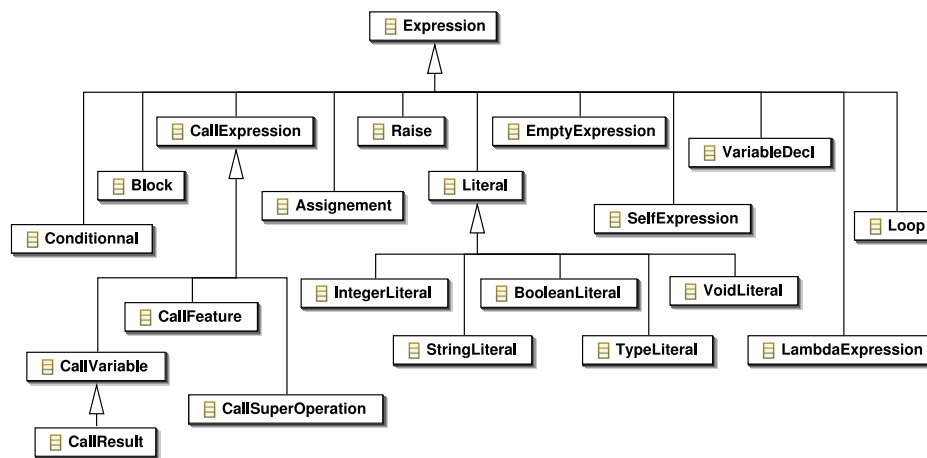 Expression
CallExpression
Raise
EmptyExpression
VariableDecl
Block
Literal
Assignement
SelfExpression
Loop
Conditionnal
IntegerLiteral
BooleanLiteral
VoidLiteral
CallFeature
StringLiteral
TypeLiteral
LambdaExpression
CallVariable
CallSuperOperation
CallResult